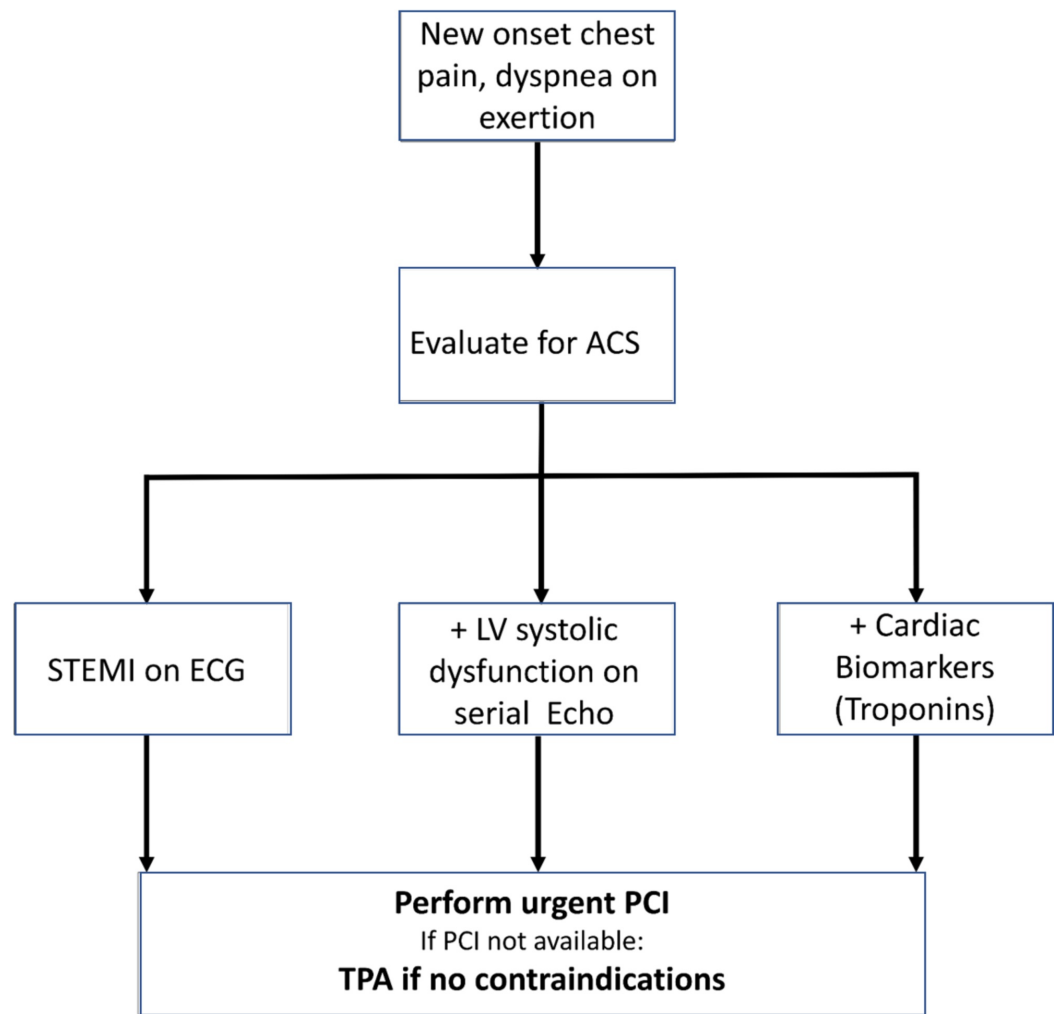 New onset chest
pain, dyspnea on
exertion
Evaluate for ACS
STEMI on ECG
+ LV systolic
dysfunction on
serial Echo
+ Cardiac
Biomarkers
(Troponins)
Perform urgent PCI
If PCI not available:
TPA if no contraindications